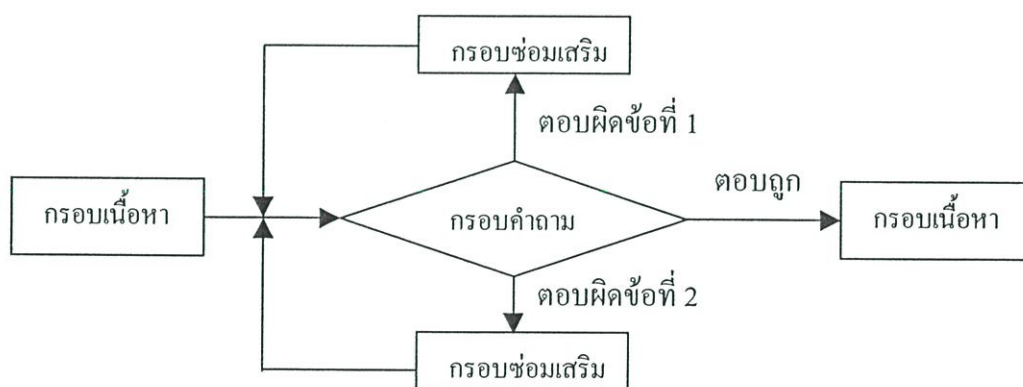 กรอบซ่อมเสริม
ตอบผิดข้อที่ 1
ตอบถูก
กรอบเนื้อหา
กรอบคำถาม
กรอบเนื้อหา
ตอบผิดข้อที่ 2
กรอบซ่อมเสริม